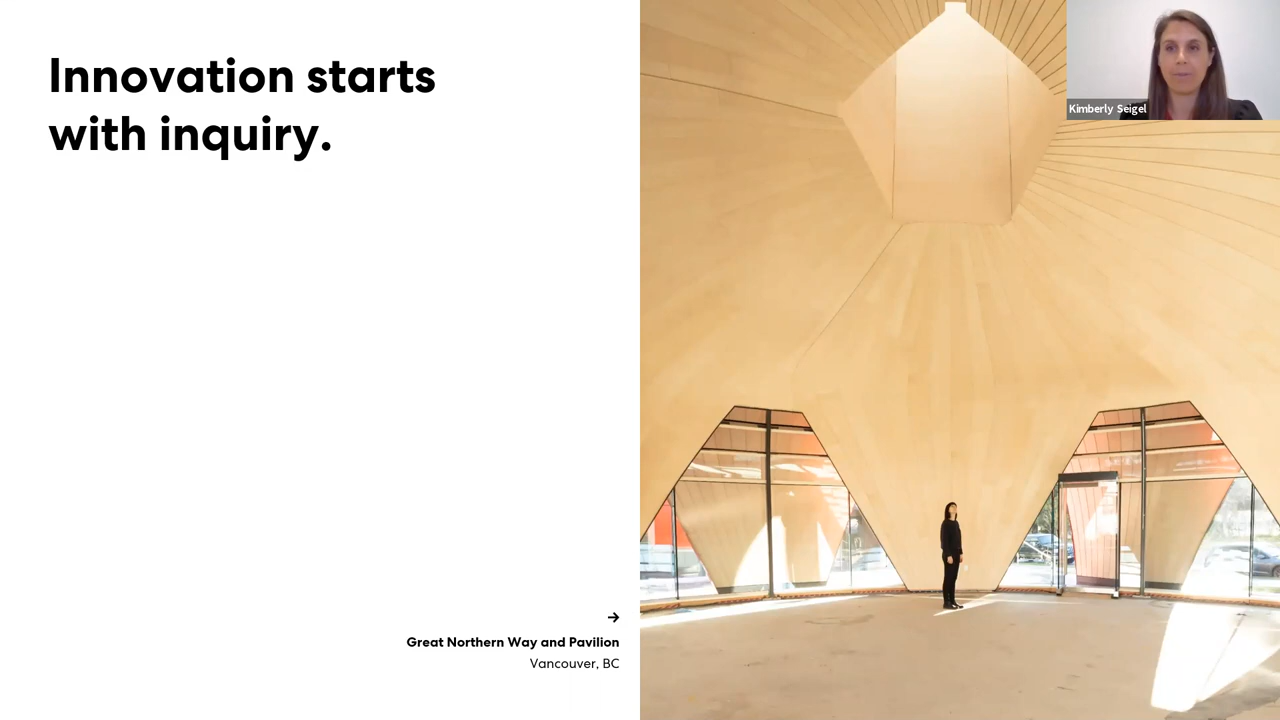 Innovation starts
with inquiry.
Kimberly Seigel
→
Great Northern Way and Pavilion
Vancouver, BC